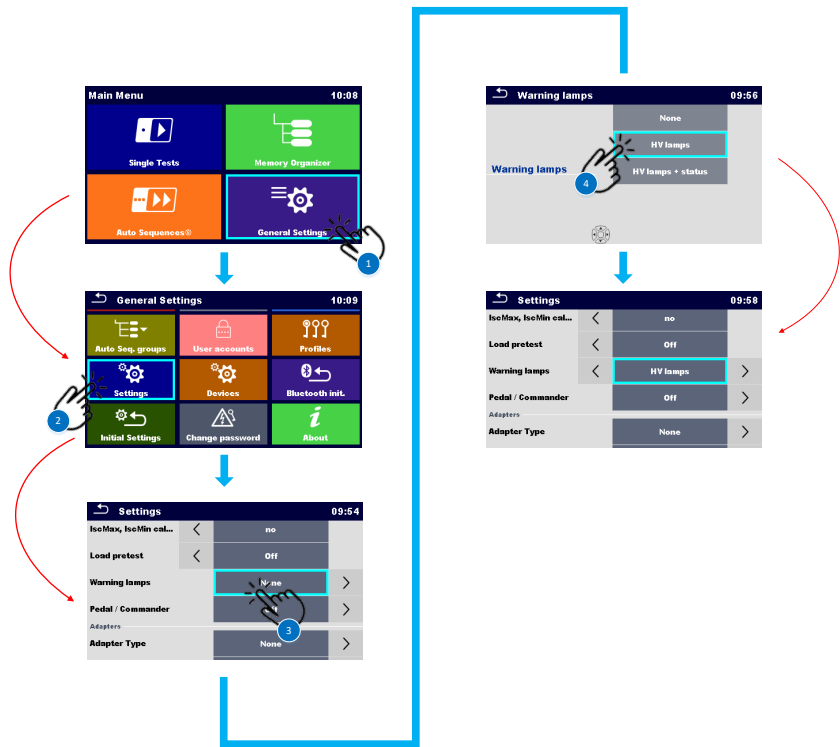 Main Menu 10:08
Single Tests Memory Organizer
Auto Sequences® General Settings
1
General Settings 10:09
Auto Seq. groups User accounts Profiles
Settings Devices Bluetooth init.
2
Initial Settings Change password About
Settings 09:54
IscMax, IscMin cal... no
Load pretest Off
Warning lamps None
Pedal / Commander Off
3
Adapters
Adapter Type None
Warning lamps 09:56
None
HV lamps
Warning lamps HV lamps + status
4
Settings 09:58
IscMax, IscMin cal... no
Load pretest Off
Warning lamps HV lamps
Pedal / Commander Off
Adapters
Adapter Type None